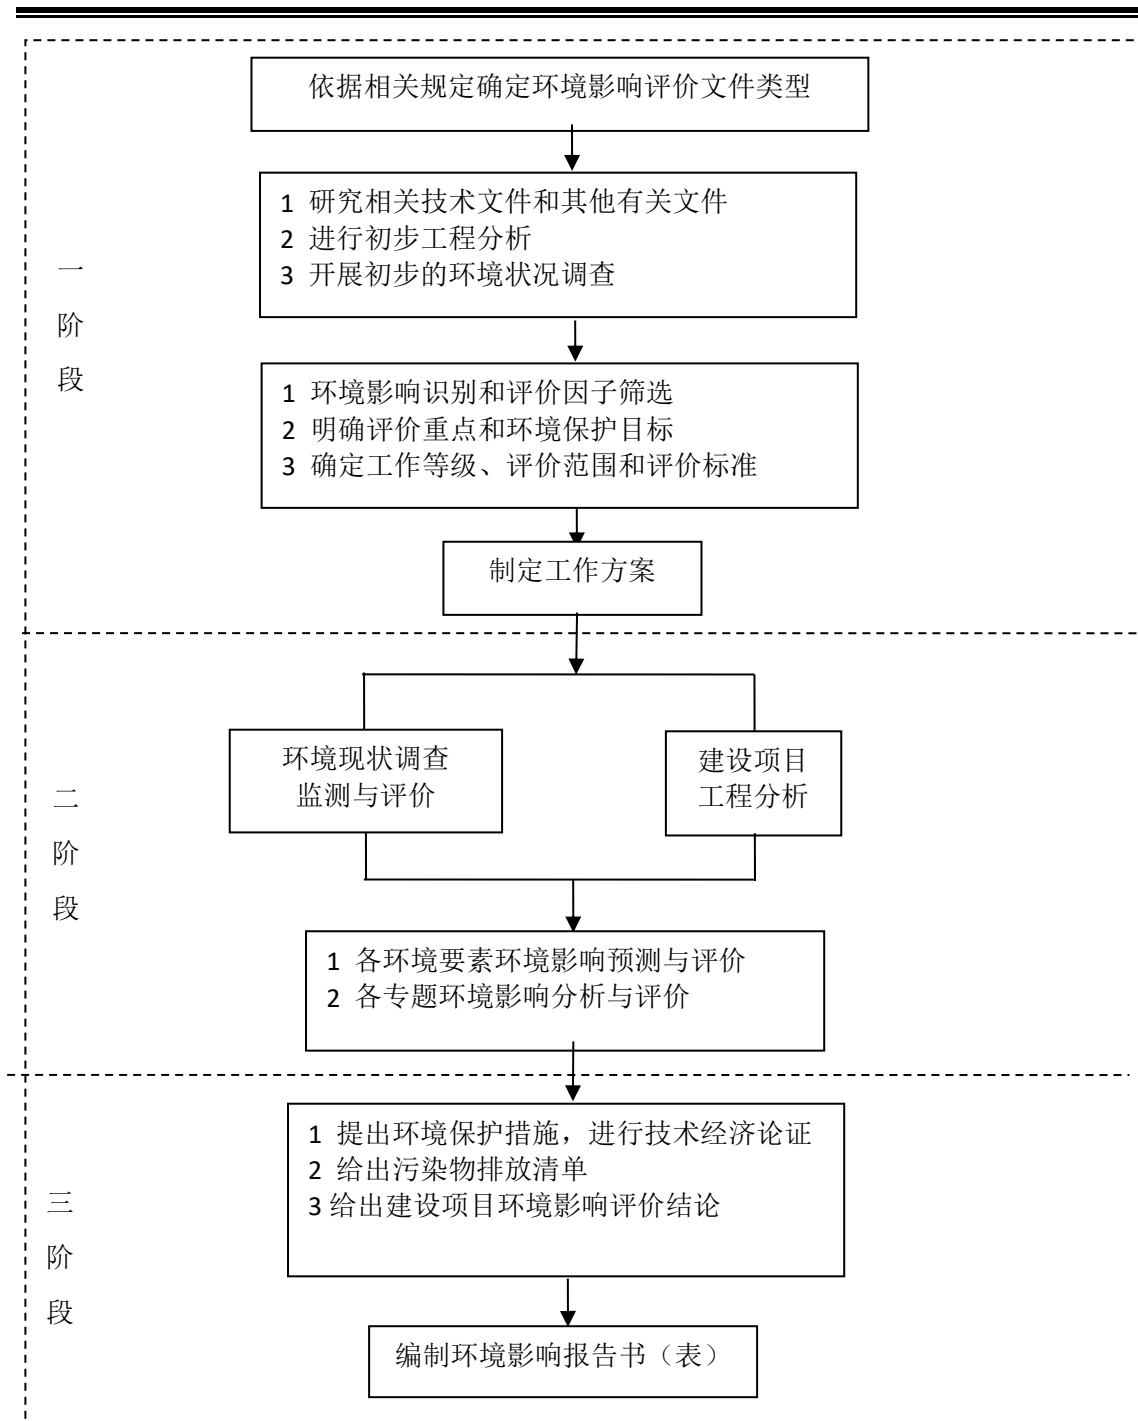 依据相关规定确定环境影响评价文件类型
1 研究相关技术文件和其他有关文件
2 进行初步工程分析
3 开展初步的环境状况调查
一
阶
段
1 环境影响识别和评价因子筛选
2 明确评价重点和环境保护目标
3 确定工作等级、评价范围和评价标准
制定工作方案
环境现状调查
监测与评价
建设项目
工程分析
二
阶
段
1 各环境要素环境影响预测与评价
2 各专题环境影响分析与评价
1 提出环境保护措施，进行技术经济论证
2 给出污染物排放清单
3 给出建设项目环境影响评价结论
三
阶
段
编制环境影响报告书（表）